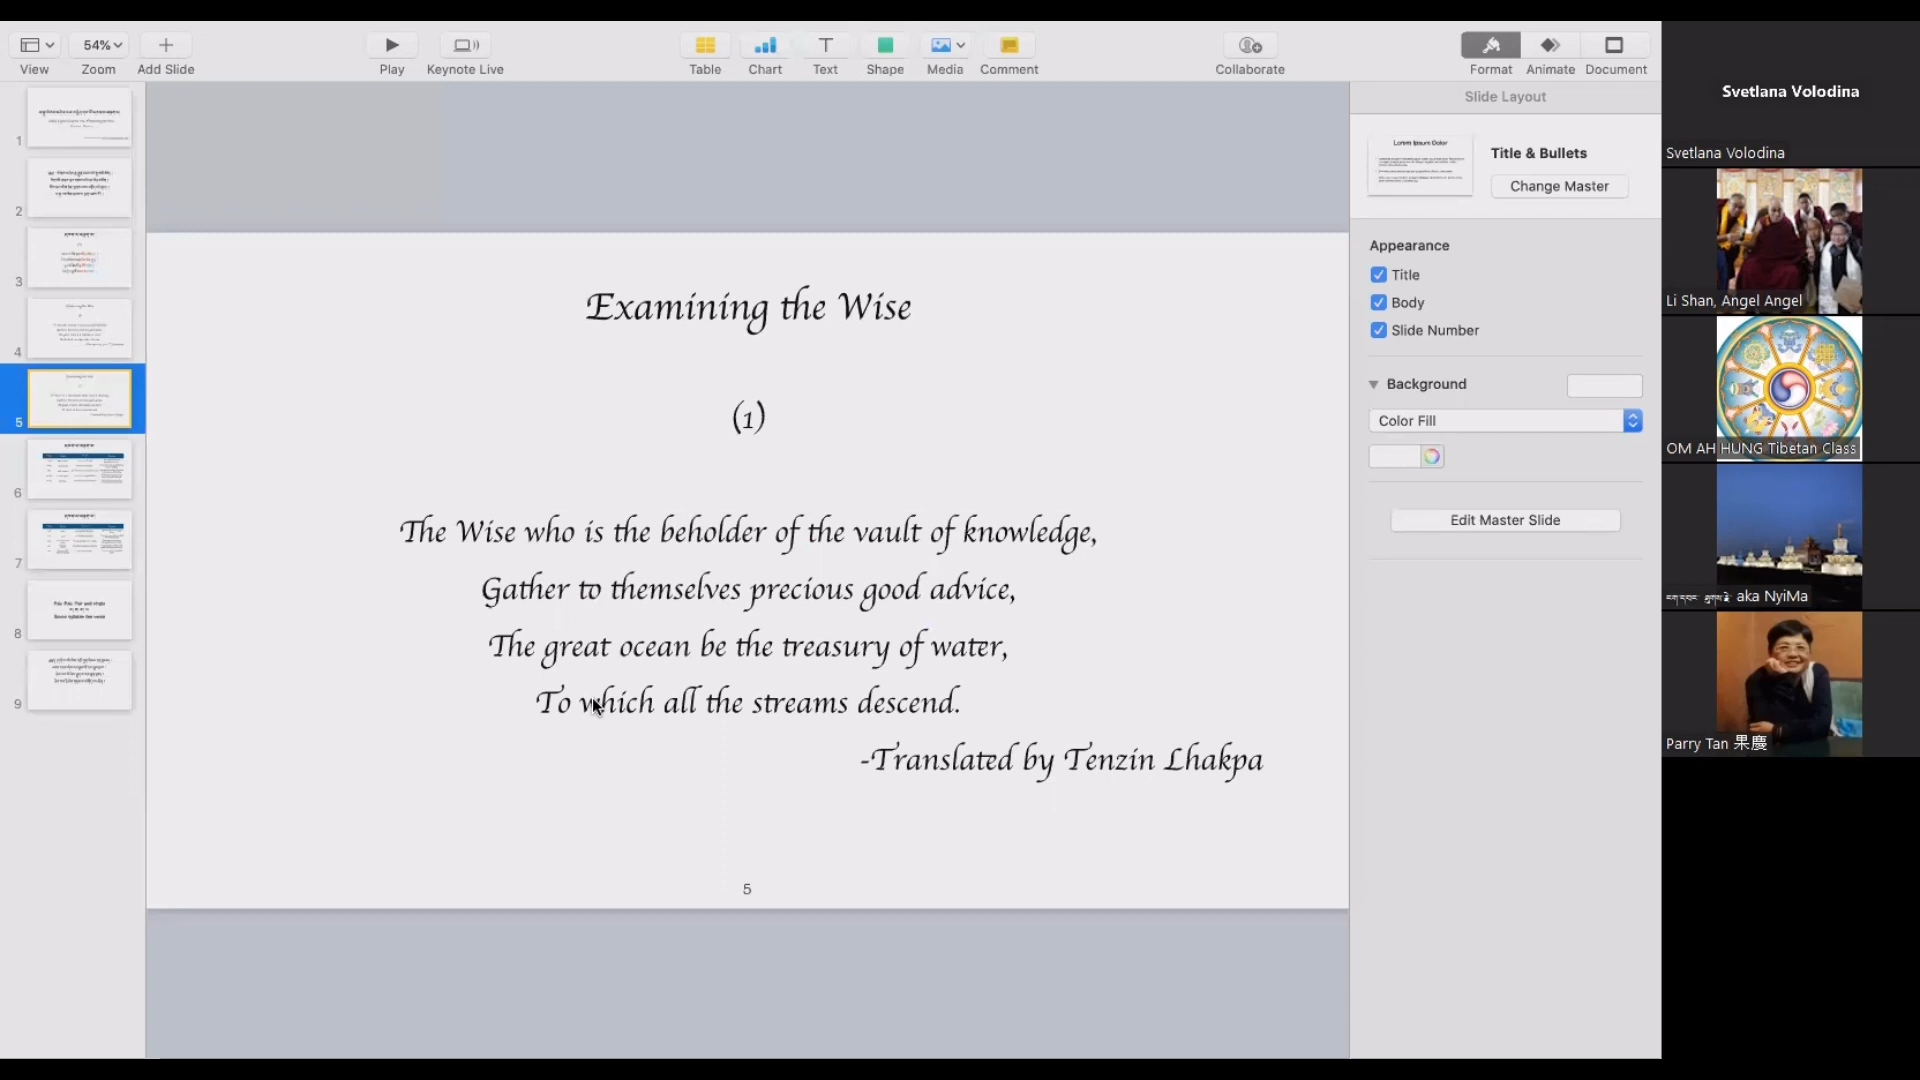 View
54%
Zoom
Add Slide
Play
Keynote Live
Table
Chart
Text
Shape
Media
Comment
Collaborate
Format
Animate
Document
1
2
3
4
5
6
7
8
9
Examining the Wise
(1)
The Wise who is the beholder of the vault of knowledge,
Gather to themselves precious good advice,
The great ocean be the treasury of water,
To which all the streams descend.
-Translated by Tenzin Lhakpa
5
Slide Layout
Lorem Ipsum Dolor
Title & Bullets
Change Master
Appearance
Title
Body
Slide Number
Background
Color Fill
Edit Master Slide
Svetlana Volodina
Svetlana Volodina
Li Shan, Angel Angel
OM AH HUNG Tibetan Class
aka NyiMa
Parry Tan 果慶